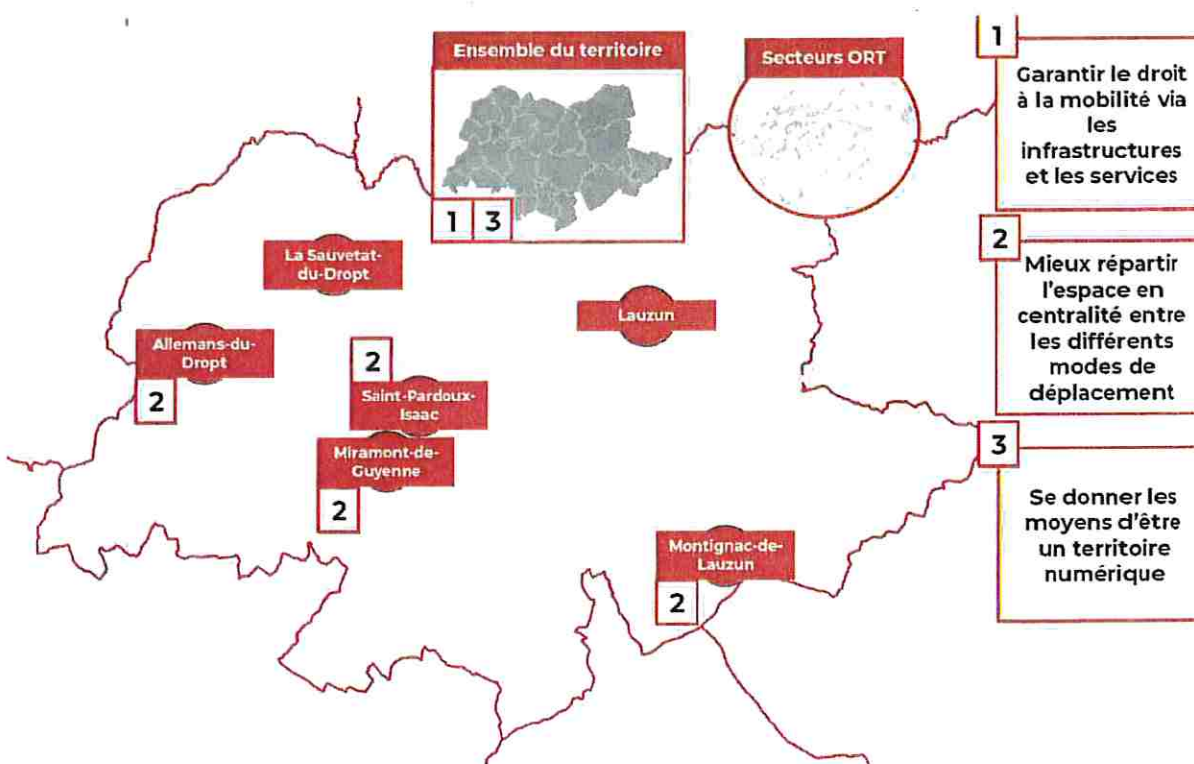 Ensemble du territoire
1 3
Secteurs ORT
1
Garantir le droit
à la mobilité via
les
infrastructures
et les services
2
Mieux répartir
l'espace en
centralité entre
les différents
modes de
déplacement
3
Se donner les
moyens d'être
un territoire
numérique
La Sauvetat-
du-Dropt
Lauzun
Allemans-du-
Dropt
2
2
Saint-Pardoux-
Isaac
Miramont-de-
Guyenne
2
Montignac-de-
Lauzun
2